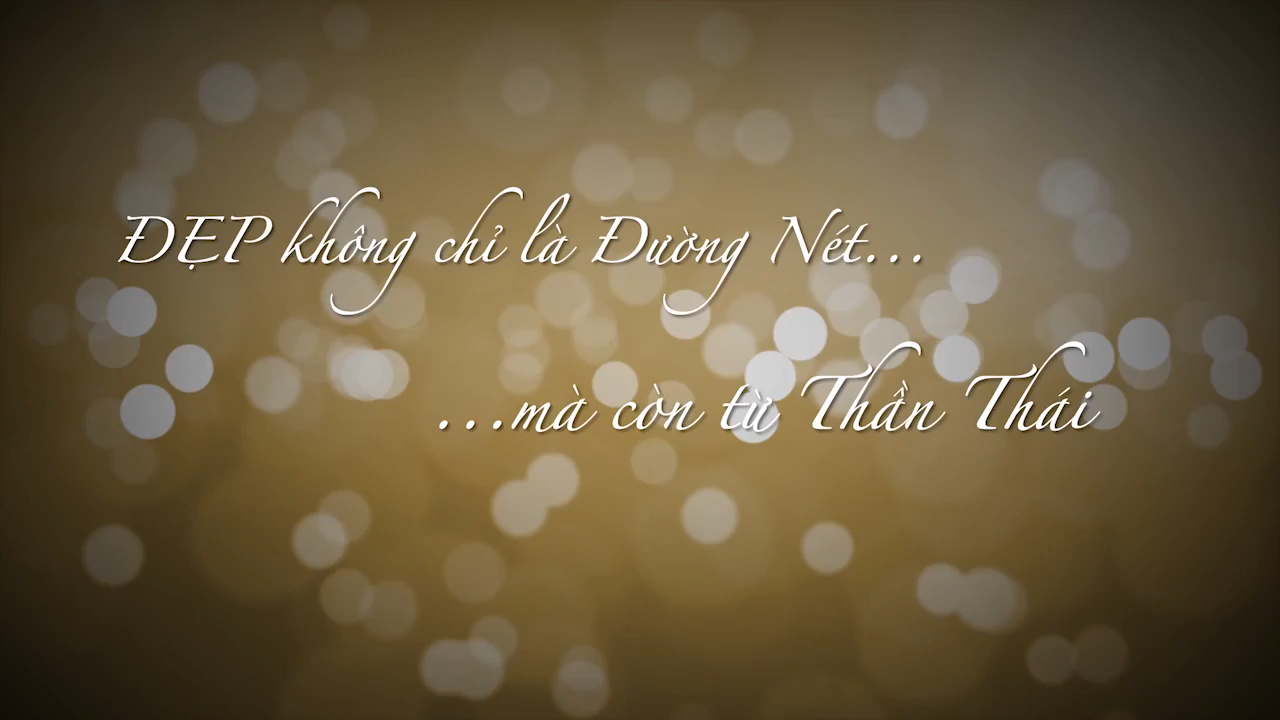 ĐẸP không chỉ là Đường Nét...
...mà còn từ Thần Thái